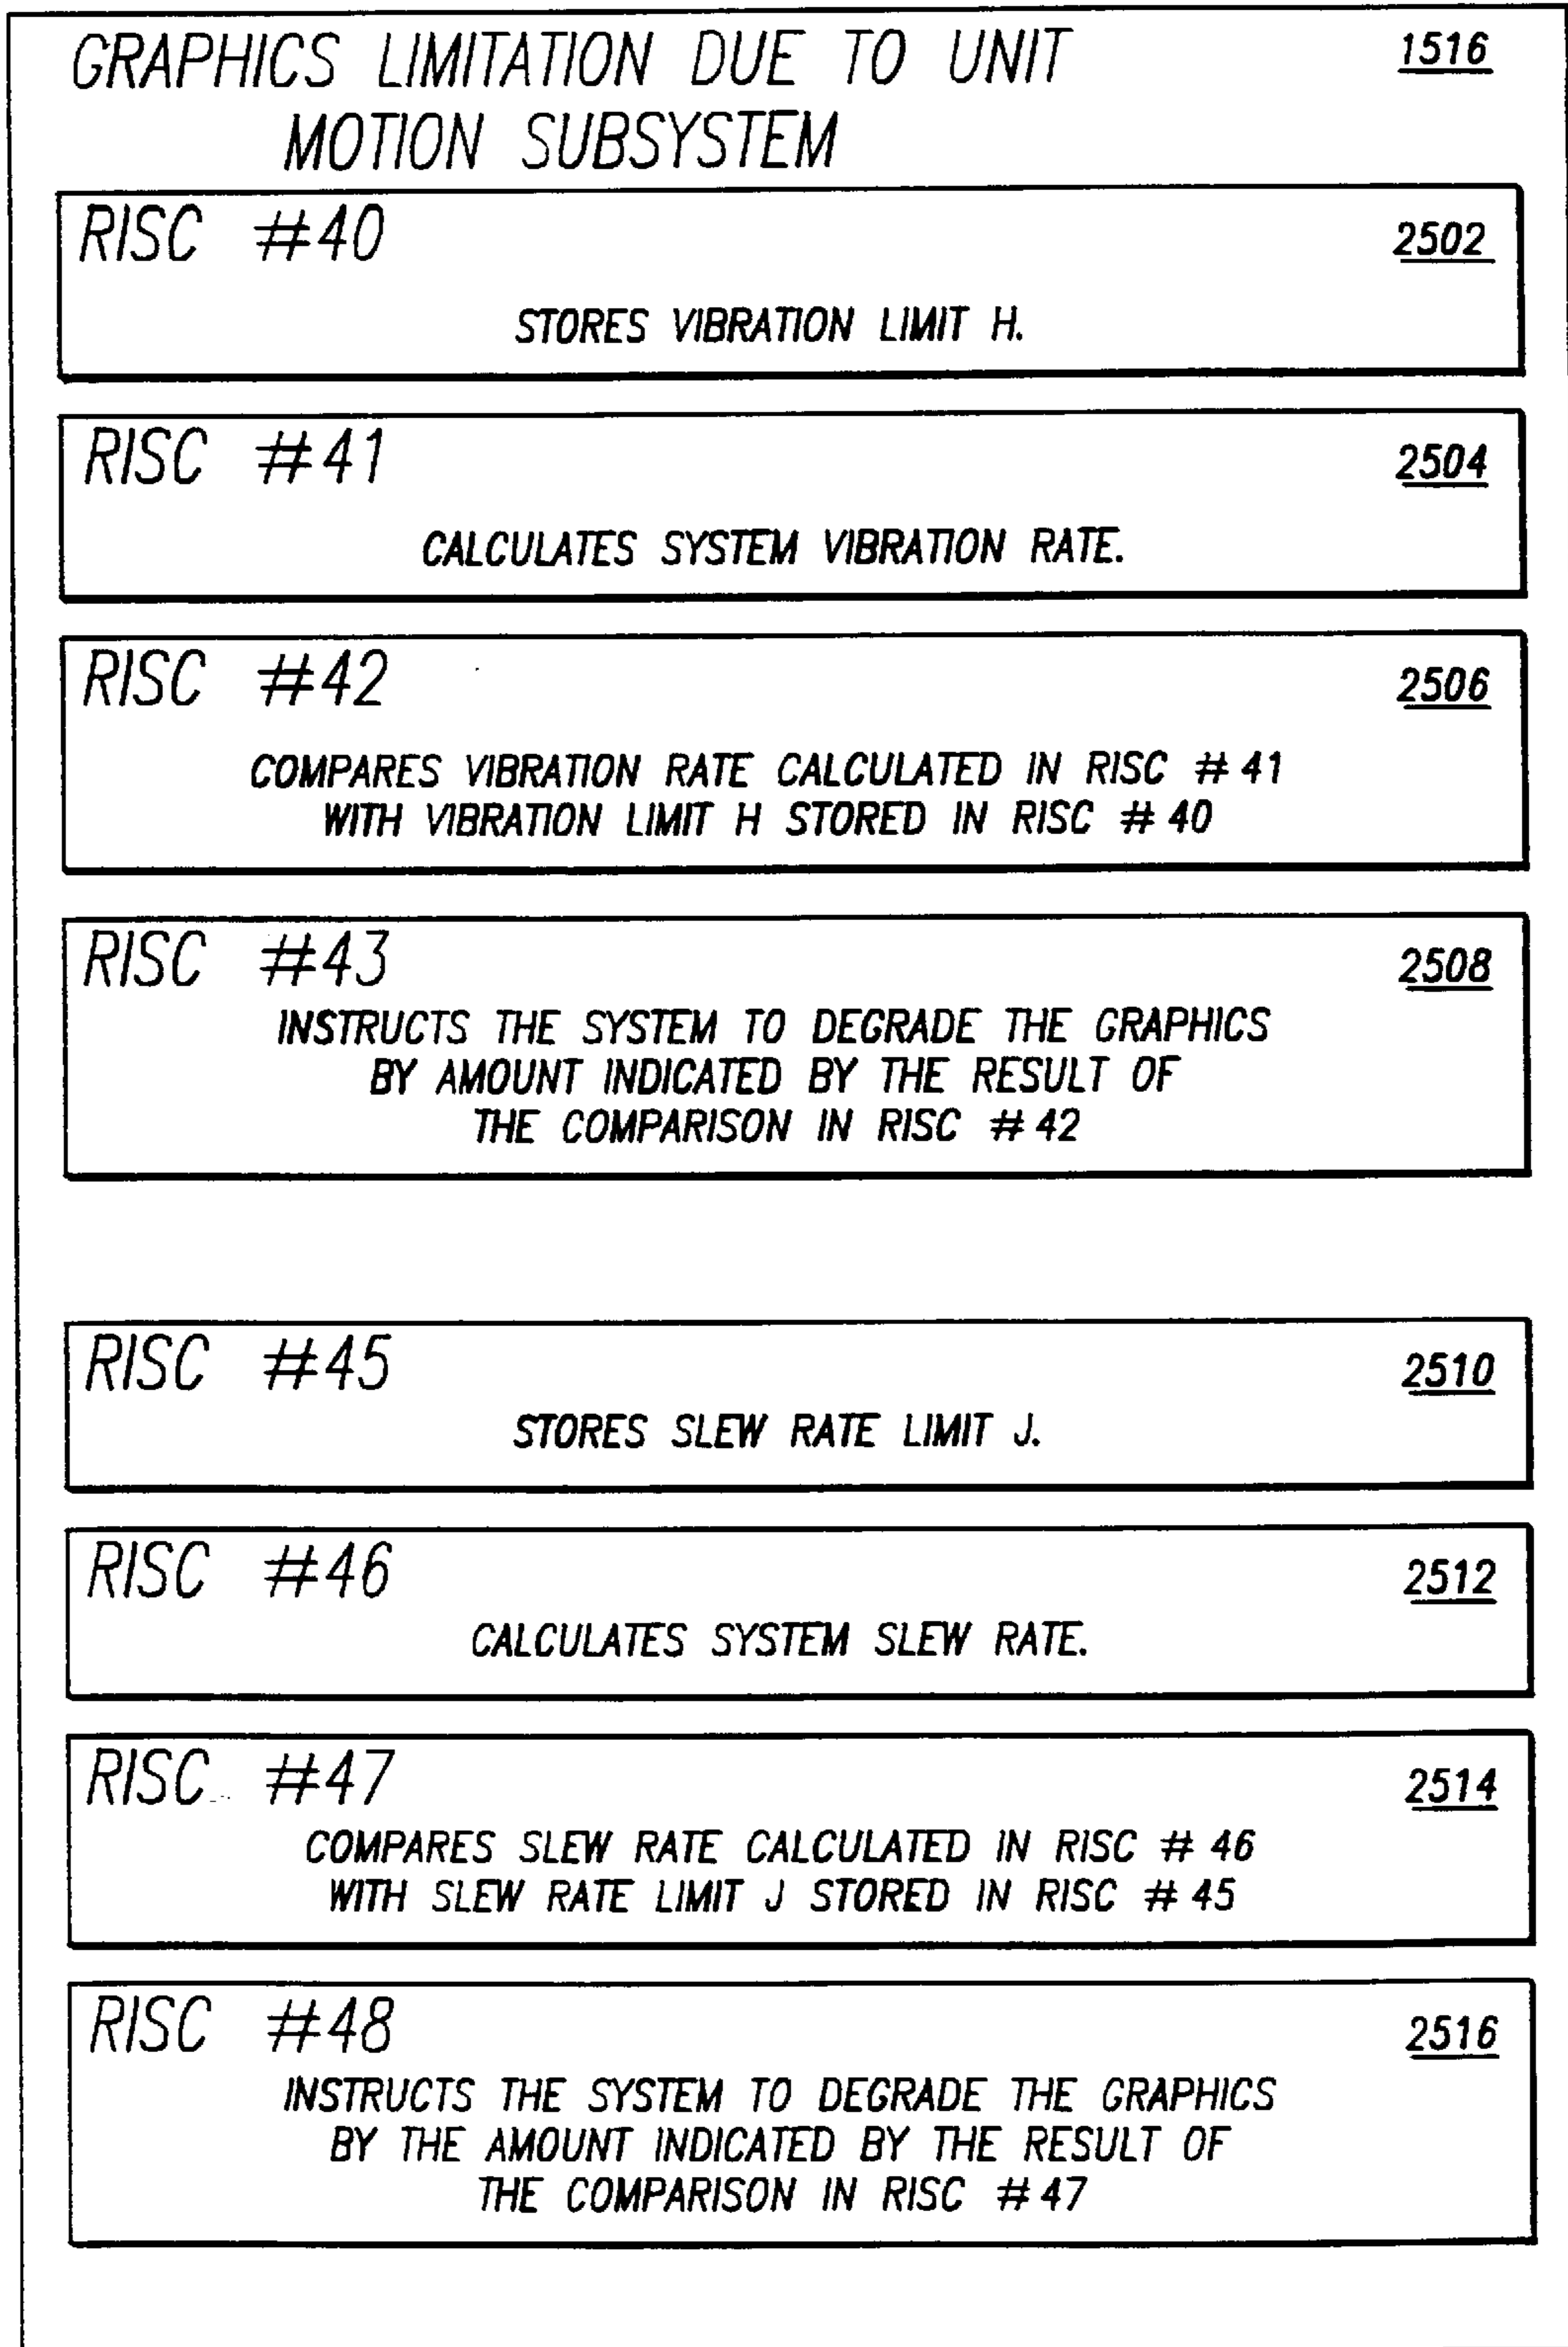 GRAPHICS LIMITATION DUE TO UNIT 1516
MOTION SUBSYSTEM
RISC #40 2502
STORES VIBRATION LIMIT H.
RISC #41 2504
CALCULATES SYSTEM VIBRATION RATE.
RISC #42 2506
COMPARES VIBRATION RATE CALCULATED IN RISC # 41
WITH VIBRATION LIMIT H STORED IN RISC # 40
RISC #43 2508
INSTRUCTS THE SYSTEM TO DEGRADE THE GRAPHICS
BY AMOUNT INDICATED BY THE RESULT OF
THE COMPARISON IN RISC # 42
RISC #45 2510
STORES SLEW RATE LIMIT J.
RISC #46 2512
CALCULATES SYSTEM SLEW RATE.
RISC #47 2514
COMPARES SLEW RATE CALCULATED IN RISC # 46
WITH SLEW RATE LIMIT J STORED IN RISC # 45
RISC #48 2516
INSTRUCTS THE SYSTEM TO DEGRADE THE GRAPHICS
BY THE AMOUNT INDICATED BY THE RESULT OF
THE COMPARISON IN RISC # 47